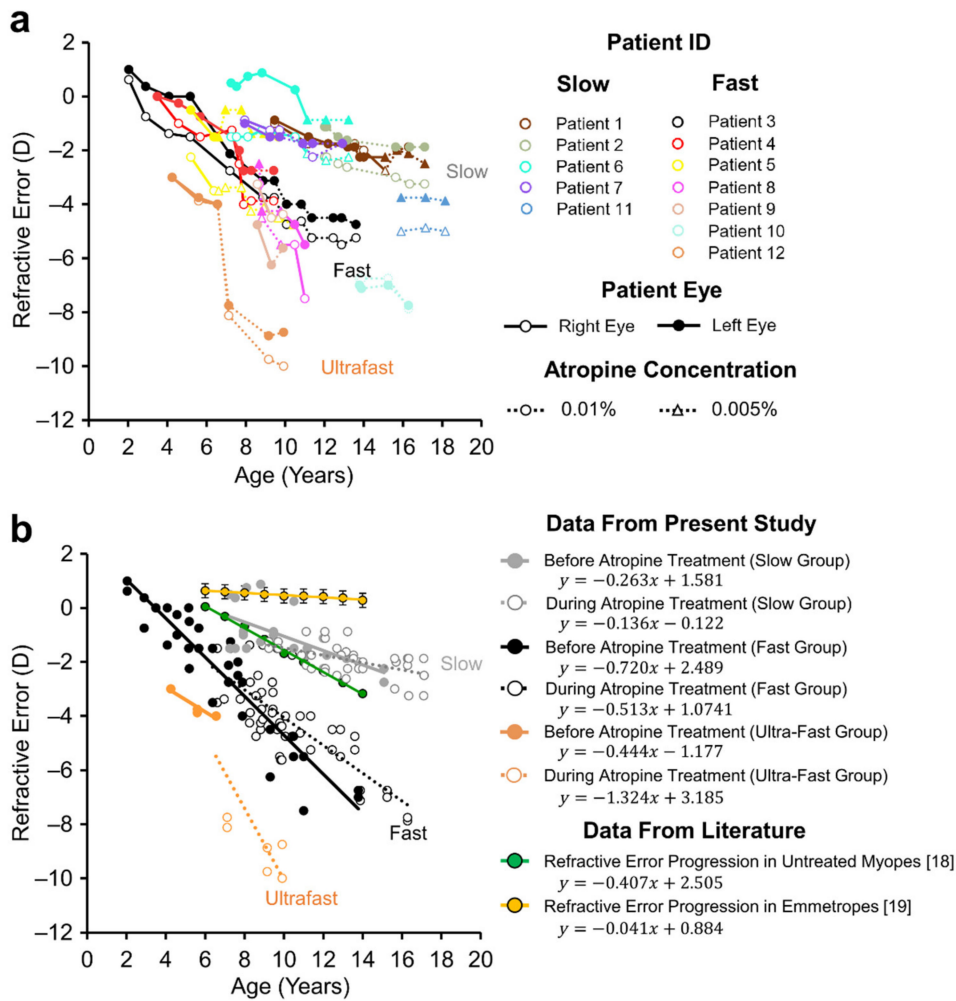 a
Patient ID
Slow Fast
Patient 1 Patient 3
Patient 2 Patient 4
Patient 6 Patient 5
Patient 7 Patient 8
Patient 11 Patient 9
Patient 10
Patient 12
Patient Eye
Right Eye Left Eye
Atropine Concentration
0.01% 0.005%
Refractive Error (D)
2
0
−2
−4
−6
−8
−10
−12
Slow
Fast
Ultrafast
0 2 4 6 8 10 12 14 16 18 20
Age (Years)
b
Data From Present Study
Before Atropine Treatment (Slow Group)
y = −0.263x + 1.581
During Atropine Treatment (Slow Group)
y = −0.136x − 0.122
Before Atropine Treatment (Fast Group)
y = −0.720x + 2.489
During Atropine Treatment (Fast Group)
y = −0.513x + 1.0741
Before Atropine Treatment (Ultra-Fast Group)
y = −0.444x − 1.177
During Atropine Treatment (Ultra-Fast Group)
y = −1.324x + 3.185
Data From Literature
Refractive Error Progression in Untreated Myopes [18]
y = −0.407x + 2.505
Refractive Error Progression in Emmetropes [19]
y = −0.041x + 0.884
Refractive Error (D)
2
0
−2
−4
−6
−8
−10
−12
Slow
Fast
Ultrafast
0 2 4 6 8 10 12 14 16 18 20
Age (Years)